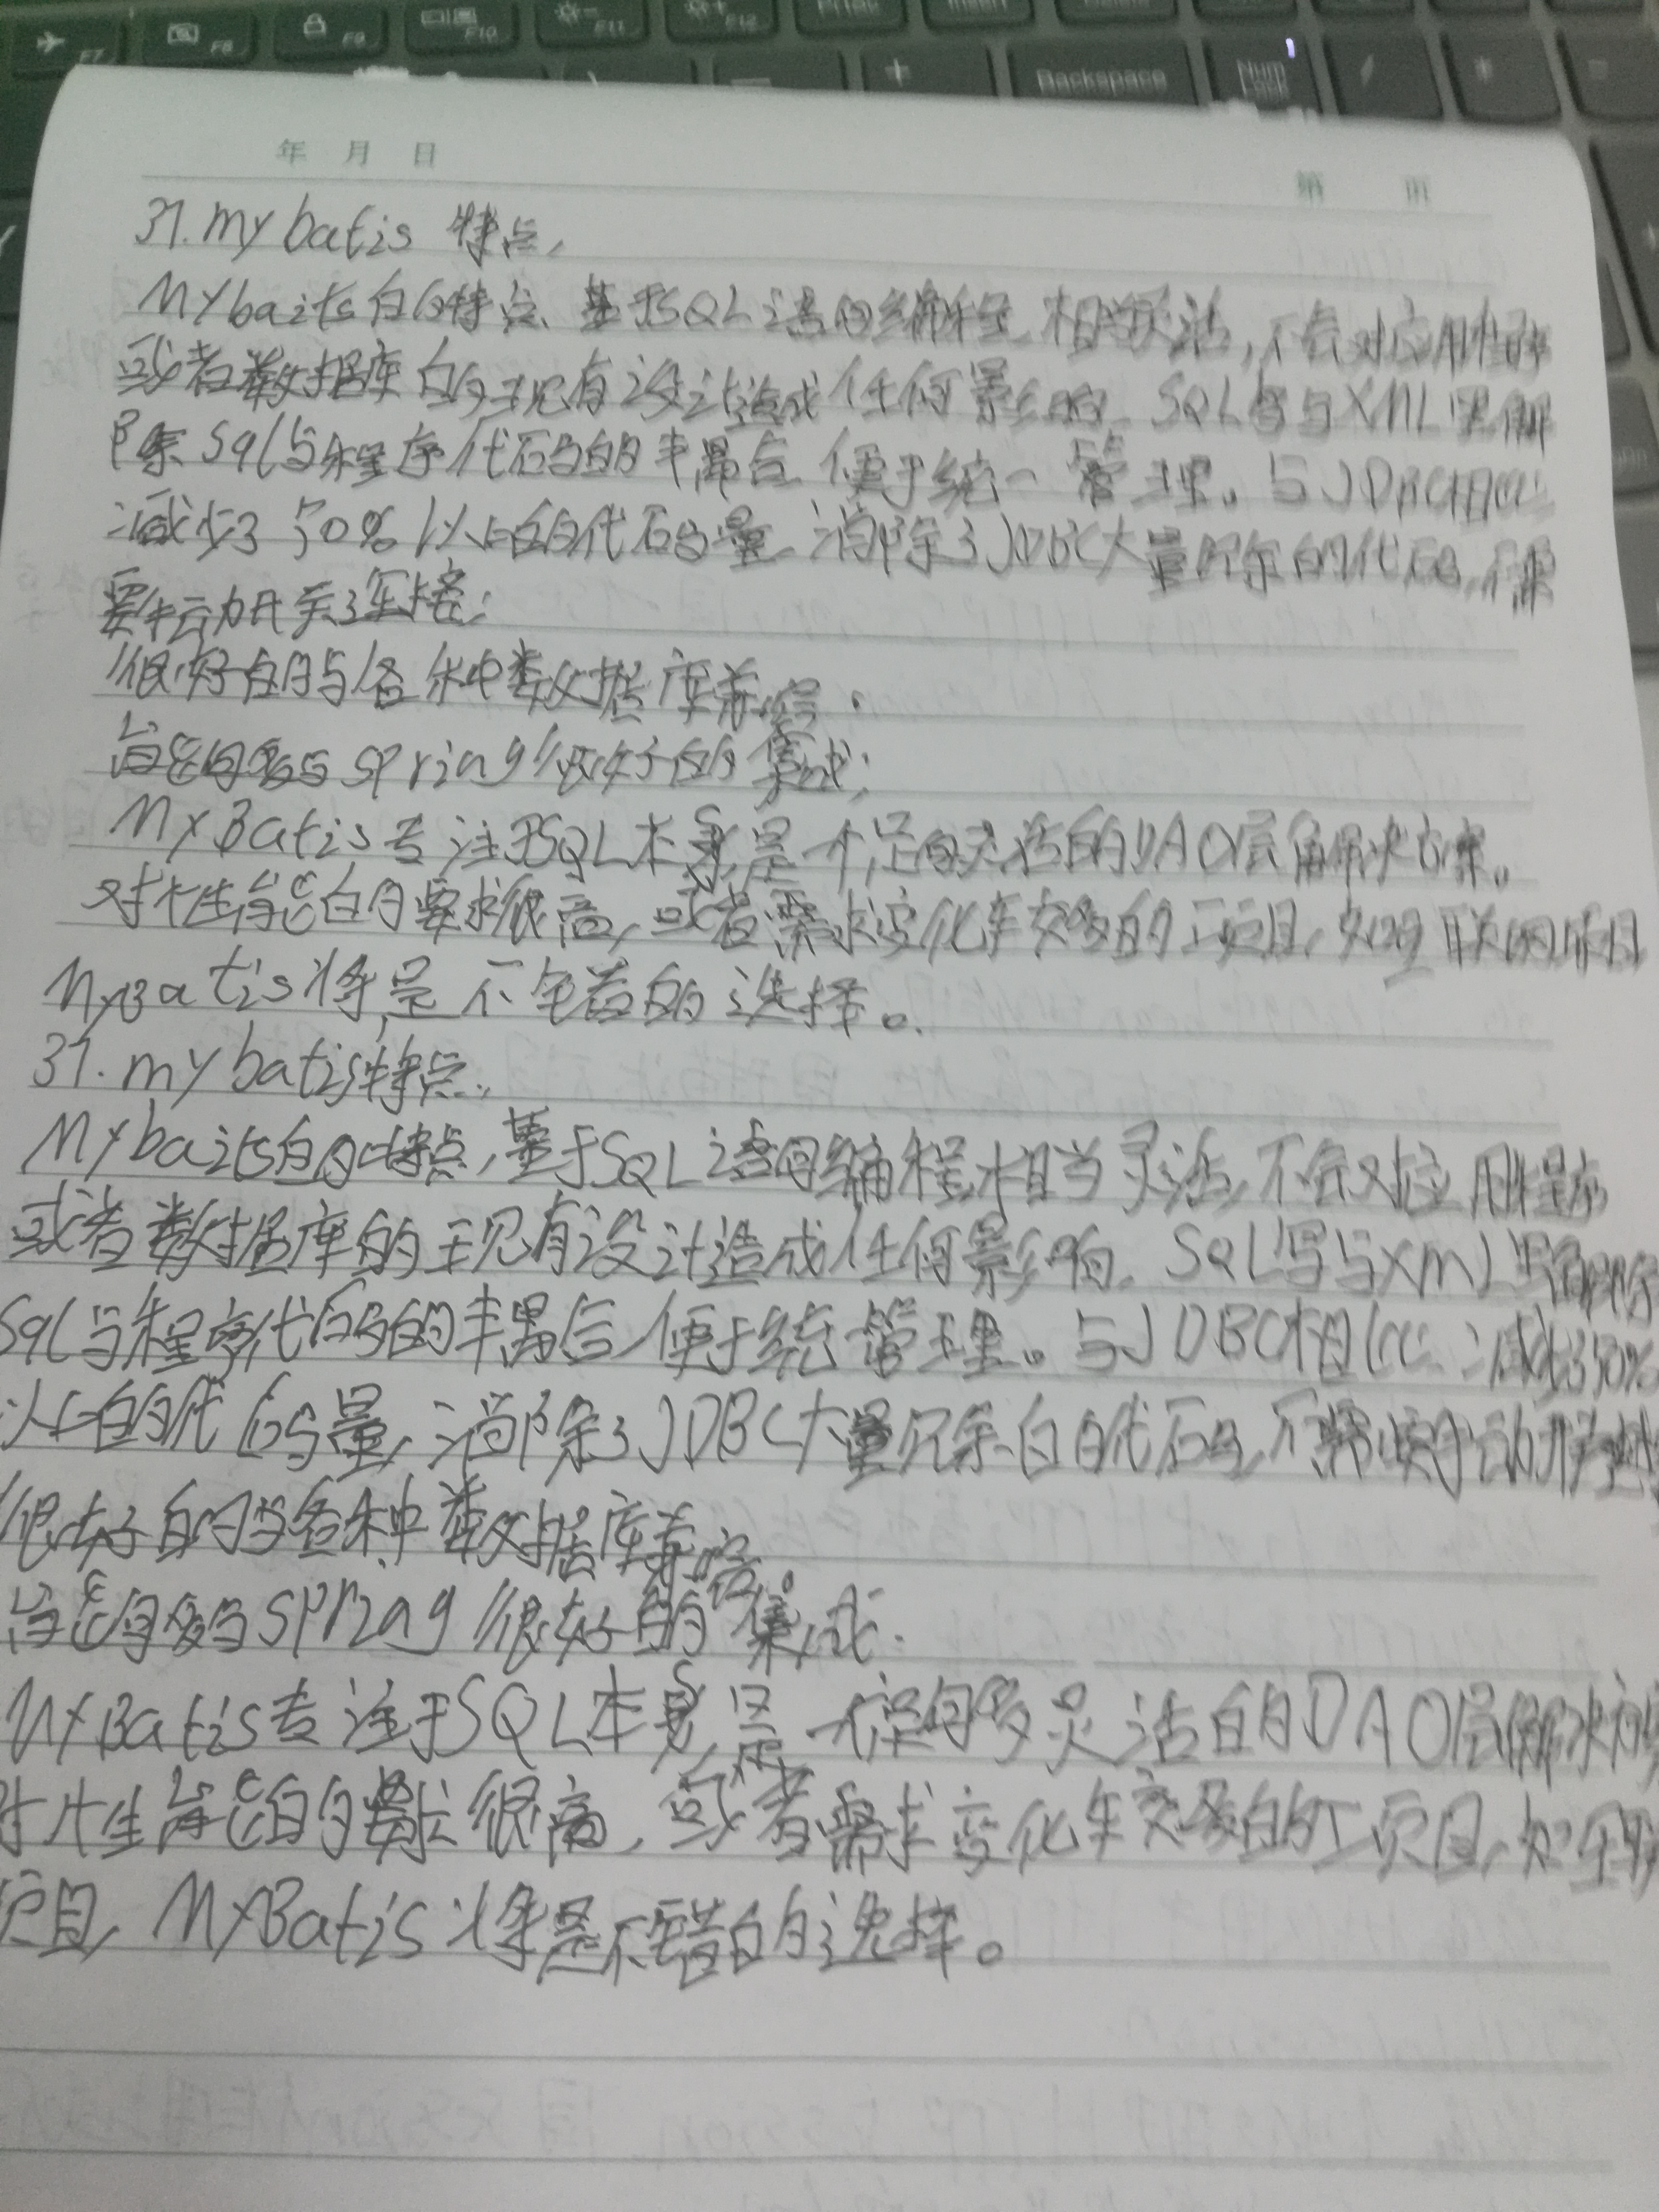 F7
F8
F9
F10
F11
F12
PrtSc
Insert
Delete
Backspace
Num
Lock
年 月 日
第 页
31.mybatis 特点,
Mybaits的特点、基于SQL语句编程,相当灵活,不会对应用程序
或者数据库的现有设计造成任何影响.SQL写与XML里,解
除sql与程序代码的丰禺合,便于统一管理。与JDBC相比
减少了50%以上的代码量,消除了JDBC大量冗余的代码,不需
要手动开关了连接;
很好的与各种数据库兼容;
能够与spring很好的集成;
MyBatis专注于SQL本身,是一个足够灵活的DAO层解决方案。
对性能的要求很高,或者需求变化车交多的工页目,如互联网项目
MyBatis将是不错的选择。
31.mybatis特点.
Mybaits的特点,基于SQL语句编程,相当灵活,不会对应用程序
或者数据库的现有设计造成任何影响.SQL写与xml里,解除
sql与程序代码的丰禺合,便于统一管理。与JDBC相比.减少了50%
以上的代码量,消除了JDBC大量冗余的代码,不需要手动开
很好的与各种数据库兼容;
能够与spring很好的集成;
MyBatis专注于SQL本身,是一个足够灵活的DAO层解决方
对性能的要求很高,或者需求变化车交多的工页目,如互
页目,MyBatis将是不错的选择。